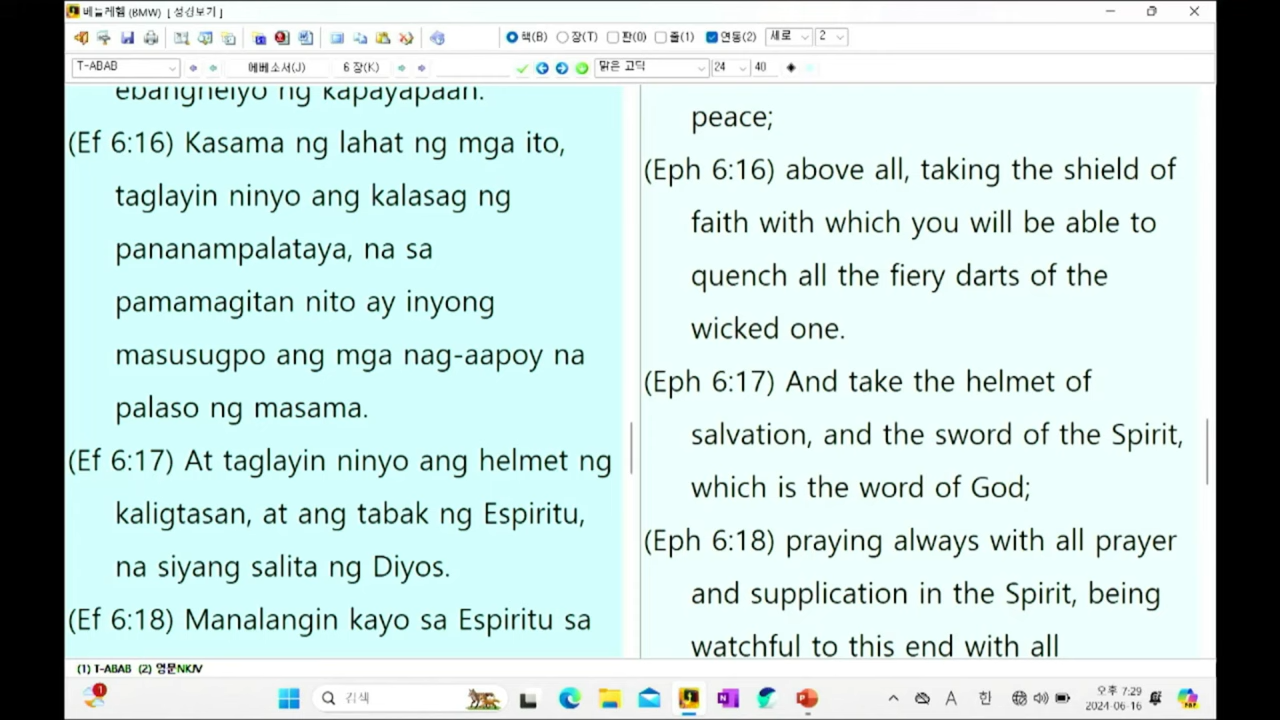 베들레헴 (BMW) [ 성경보기 ]
책(B) 장(T) 판(0) 줄(1) 연동(2) 세로 2
T-ABAB 에베소서(J) 6 장(K) 맑은 고딕 24 40
ebanghelyo ng kapayapaan.
(Ef 6:16) Kasama ng lahat ng mga ito,
taglayin ninyo ang kalasag ng
pananampalataya, na sa
pamamagitan nito ay inyong
masusugpo ang mga nag-aapoy na
palaso ng masama.
(Ef 6:17) At taglayin ninyo ang helmet ng
kaligtasan, at ang tabak ng Espiritu,
na siyang salita ng Diyos.
(Ef 6:18) Manalangin kayo sa Espiritu sa
peace;
(Eph 6:16) above all, taking the shield of
faith with which you will be able to
quench all the fiery darts of the
wicked one.
(Eph 6:17) And take the helmet of
salvation, and the sword of the Spirit,
which is the word of God;
(Eph 6:18) praying always with all prayer
and supplication in the Spirit, being
watchful to this end with all
(1) T-ABAB (2) 영문NKJV
1 검색 A 한 오후 7:29
2024-06-16